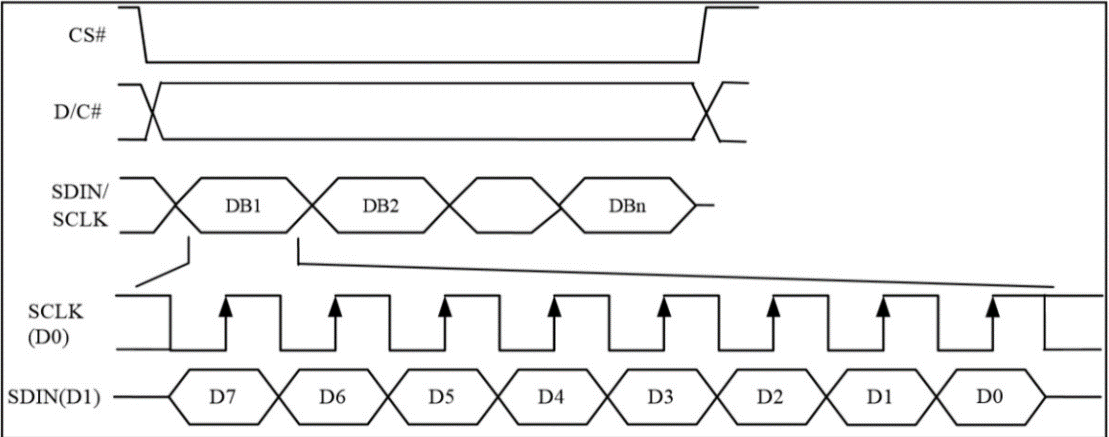 CS#
D/C#
SDIN/
SCLK
DB1 DB2 DBn
SCLK
(D0)
SDIN(D1) D7 D6 D5 D4 D3 D2 D1 D0